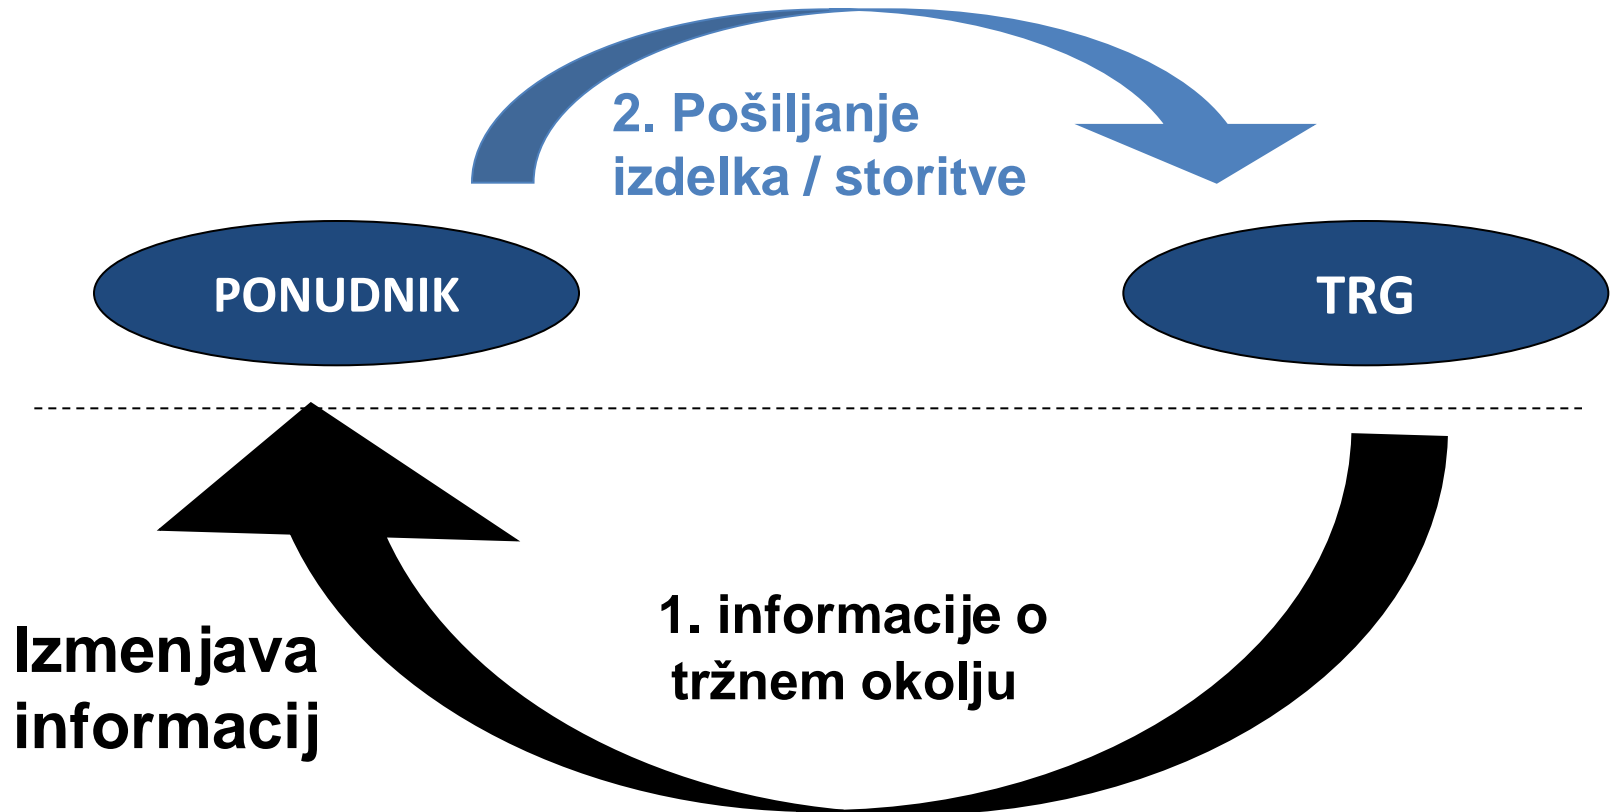 2. Pošiljanje
izdelka / storitve
PONUDNIK
TRG
1. informacije o
tržnem okolju
Izmenjava
informacij